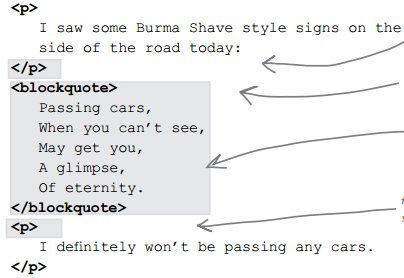 <p>
I saw some Burma Shave style signs on the
side of the road today:
</p>
<blockquote>
Passing cars,
When you can't see,
May get you,
A glimpse,
Of eternity.
</blockquote>
<p>
I definitely won't be passing any cars.
</p>